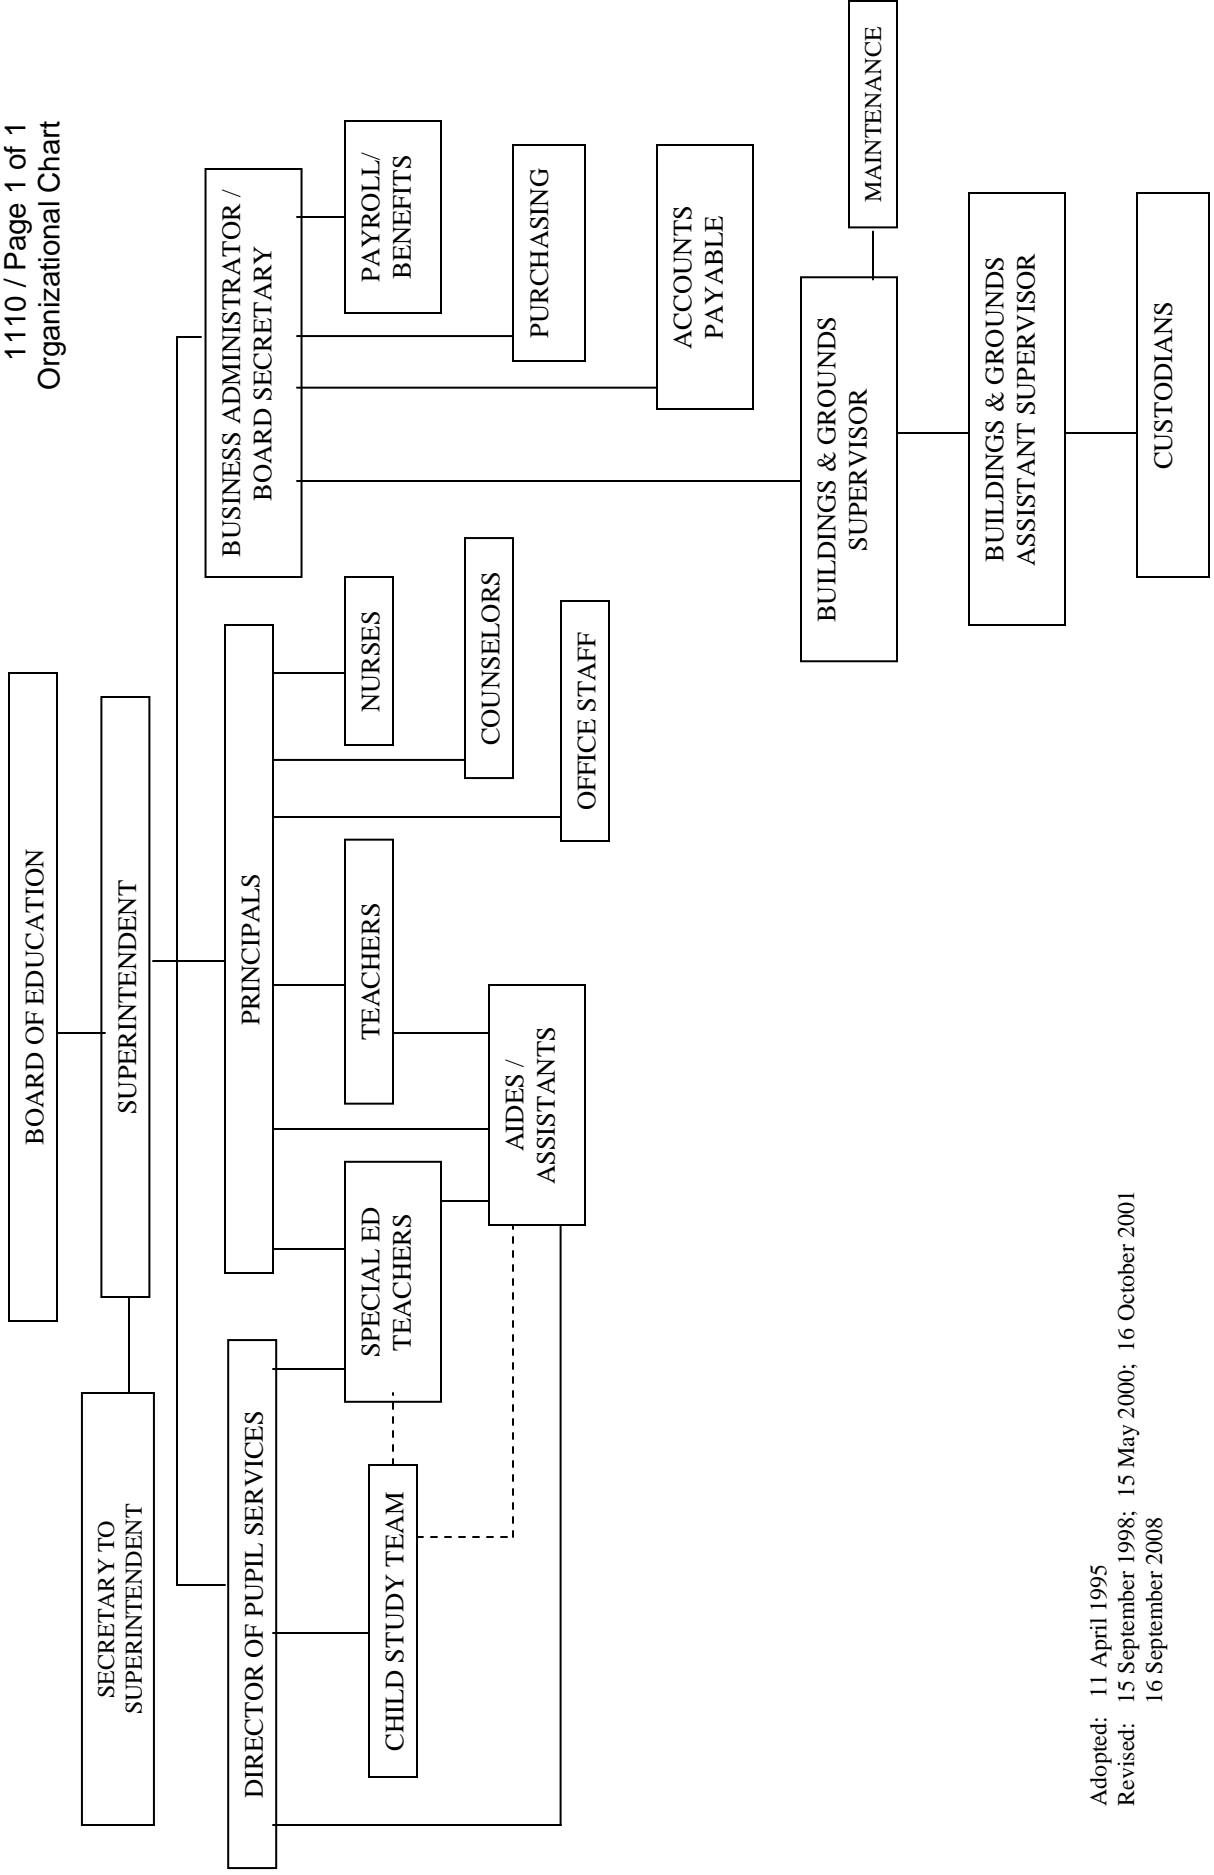 1110 / Page 1 of 1
Organizational Chart
BOARD OF EDUCATION
SECRETARY TO
SUPERINTENDENT
SUPERINTENDENT
DIRECTOR OF PUPIL SERVICES
PRINCIPALS
BUSINESS ADMINISTRATOR /
BOARD SECRETARY
CHILD STUDY TEAM
SPECIAL ED
TEACHERS
TEACHERS
NURSES
PAYROLL/
BENEFITS
AIDES /
ASSISTANTS
COUNSELORS
PURCHASING
OFFICE STAFF
ACCOUNTS
PAYABLE
BUILDINGS & GROUNDS
SUPERVISOR
MAINTENANCE
BUILDINGS & GROUNDS
ASSISTANT SUPERVISOR
CUSTODIANS
Adopted: 11 April 1995
Revised: 15 September 1998; 15 May 2000; 16 October 2001
16 September 2008